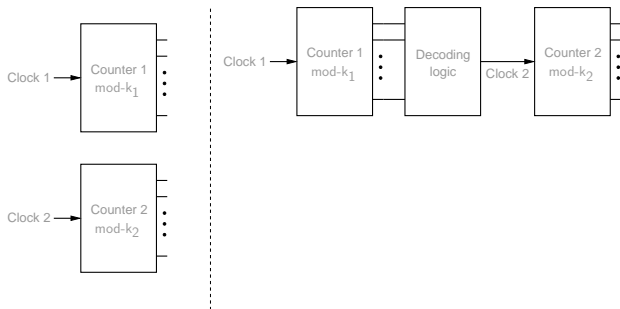 Clock 1
Counter 1
mod-k₁
Clock 2
Counter 2
mod-k₂
Clock 1
Counter 1
mod-k₁
Decoding
logic
Clock 2
Counter 2
mod-k₂